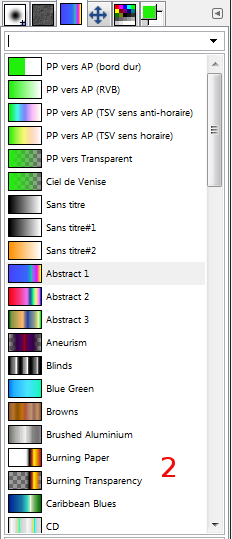 PP vers AP (bord dur)
PP vers AP (RVB)
PP vers AP (TSV sens anti-horaire)
PP vers AP (TSV sens horaire)
PP vers Transparent
Ciel de Venise
Sans titre
Sans titre#1
Sans titre#2
Abstract 1
Abstract 2
Abstract 3
Aneurism
Blinds
Blue Green
Browns
Brushed Aluminium
Burning Paper
2
Burning Transparency
Caribbean Blues
CD